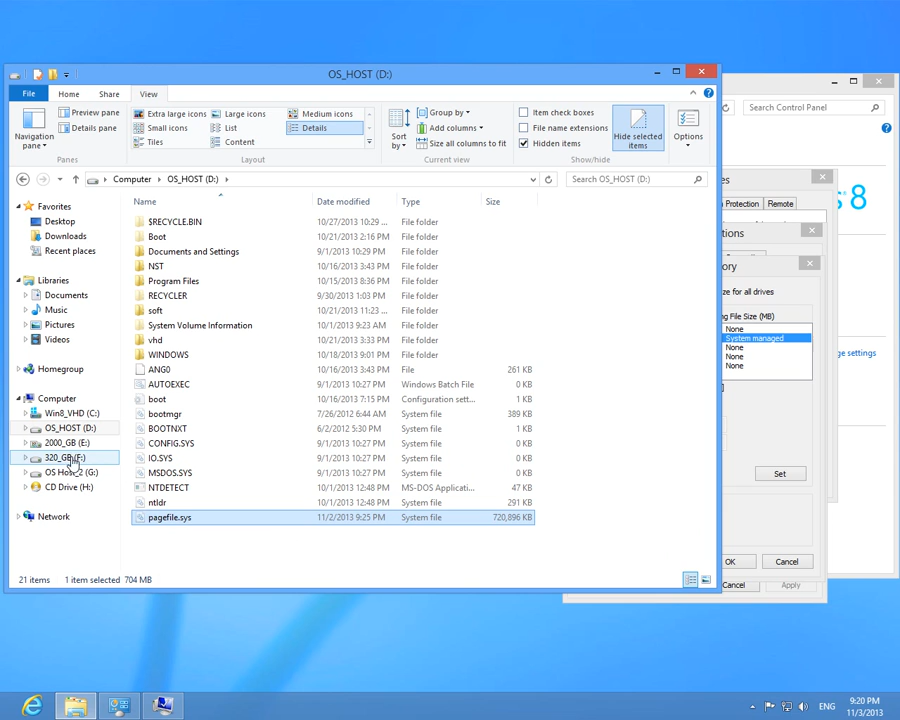 OS_HOST (D:)
File Home Share View
Navigation pane
Preview pane
Details pane
Panes
Extra large icons Large icons Medium icons
Small icons List Details
Tiles Content
Layout
Sort by
Group by
Add columns
Size all columns to fit
Current view
Item check boxes
File name extensions
Hidden items
Hide selected items
Show/hide
Options
Computer OS_HOST (D:)
Search OS_HOST (D:)
Favorites
Desktop
Downloads
Recent places
Libraries
Documents
Music
Pictures
Videos
Homegroup
Computer
Win8_VHD (C:)
OS_HOST (D:)
2000_GB (E:)
320_GB (F:)
OS Host_2 (G:)
CD Drive (H:)
Network
Name Date modified Type Size
$RECYCLE.BIN 10/27/2013 10:29 ... File folder
Boot 10/21/2013 2:16 PM File folder
Documents and Settings 9/1/2013 10:29 PM File folder
NST 10/16/2013 3:43 PM File folder
Program Files 10/15/2013 8:36 PM File folder
RECYCLER 9/30/2013 1:03 PM File folder
soft 10/21/2013 11:23 ... File folder
System Volume Information 10/1/2013 9:23 AM File folder
vhd 10/21/2013 3:33 PM File folder
WINDOWS 10/18/2013 9:01 PM File folder
ANG0 10/16/2013 3:43 PM File 261 KB
AUTOEXEC 9/1/2013 10:27 PM Windows Batch File 0 KB
boot 10/16/2013 7:15 PM Configuration sett... 1 KB
bootmgr 7/26/2012 6:44 AM System file 389 KB
BOOTNXT 6/2/2012 5:30 PM System file 1 KB
CONFIG.SYS 9/1/2013 10:27 PM System file 0 KB
IO.SYS 9/1/2013 10:27 PM System file 0 KB
MSDOS.SYS 9/1/2013 10:27 PM System file 0 KB
NTDETECT 10/1/2013 12:48 PM MS-DOS Applicati... 47 KB
ntldr 10/1/2013 12:48 PM System file 291 KB
pagefile.sys 11/2/2013 9:25 PM System file 720,896 KB
21 items 1 item selected 704 MB
Search Control Panel
s 8
es
Protection Remote
tions
ory
ze for all drives
g File Size (MB)
None
System managed
None
None
None
ge settings
Set
OK Cancel
Cancel Apply
ENG
9:20 PM
11/3/2013